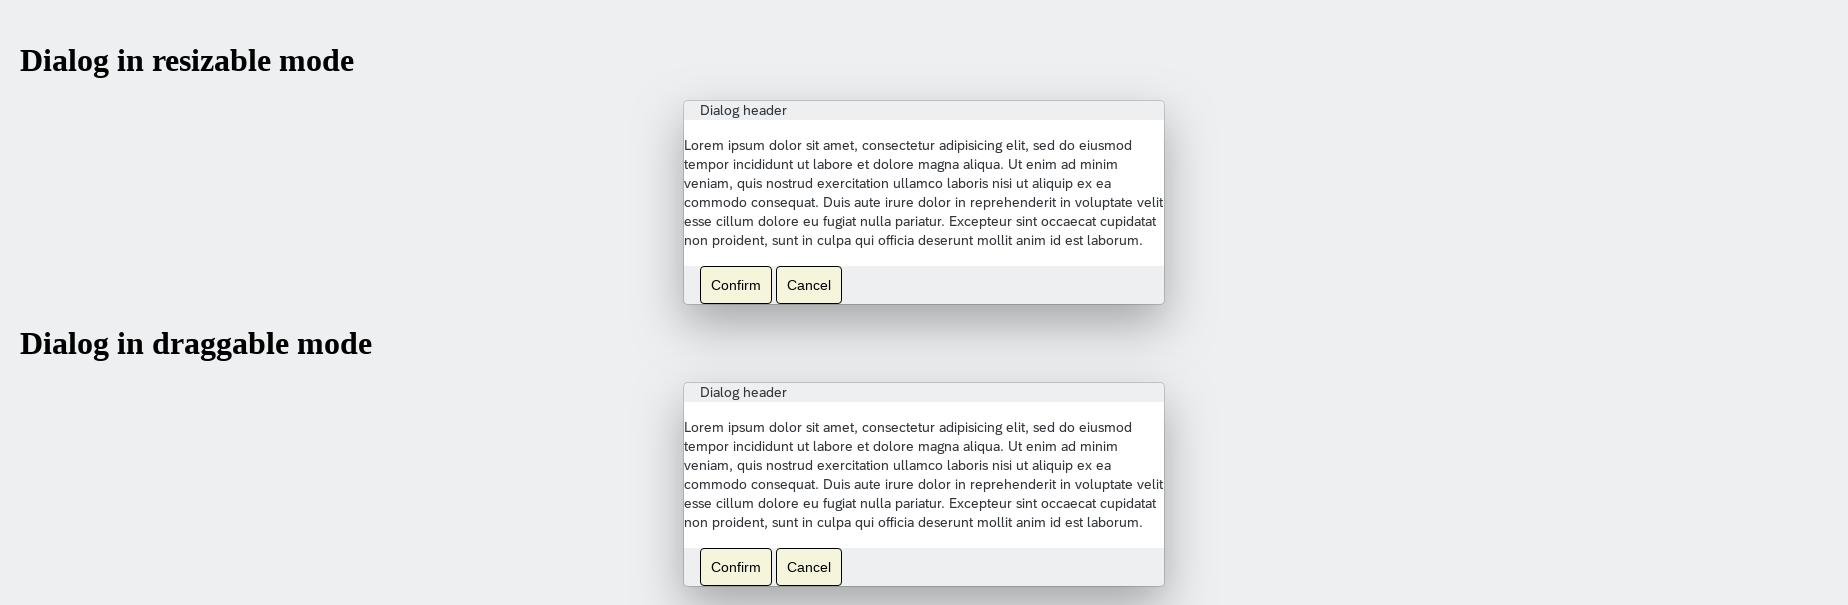 Dialog in resizable mode
Dialog header
Lorem ipsum dolor sit amet, consectetur adipisicing elit, sed do eiusmod
tempor incididunt ut labore et dolore magna aliqua. Ut enim ad minim
veniam, quis nostrud exercitation ullamco laboris nisi ut aliquip ex ea
commodo consequat. Duis aute irure dolor in reprehenderit in voluptate velit
esse cillum dolore eu fugiat nulla pariatur. Excepteur sint occaecat cupidatat
non proident, sunt in culpa qui officia deserunt mollit anim id est laborum.
Confirm Cancel
Dialog in draggable mode
Dialog header
Lorem ipsum dolor sit amet, consectetur adipisicing elit, sed do eiusmod
tempor incididunt ut labore et dolore magna aliqua. Ut enim ad minim
veniam, quis nostrud exercitation ullamco laboris nisi ut aliquip ex ea
commodo consequat. Duis aute irure dolor in reprehenderit in voluptate velit
esse cillum dolore eu fugiat nulla pariatur. Excepteur sint occaecat cupidatat
non proident, sunt in culpa qui officia deserunt mollit anim id est laborum.
Confirm Cancel